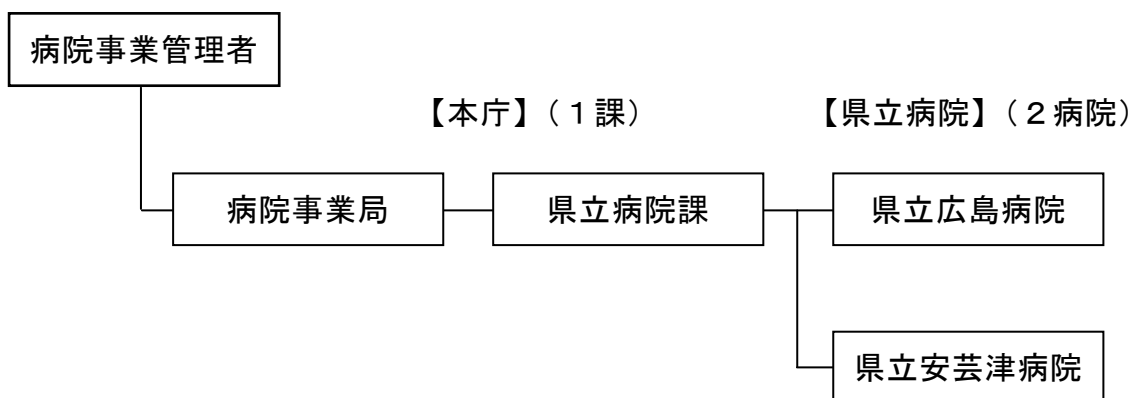 病院事業管理者
【本庁】（１課）
【県立病院】（２病院）
病院事業局
県立病院課
県立広島病院
県立安芸津病院